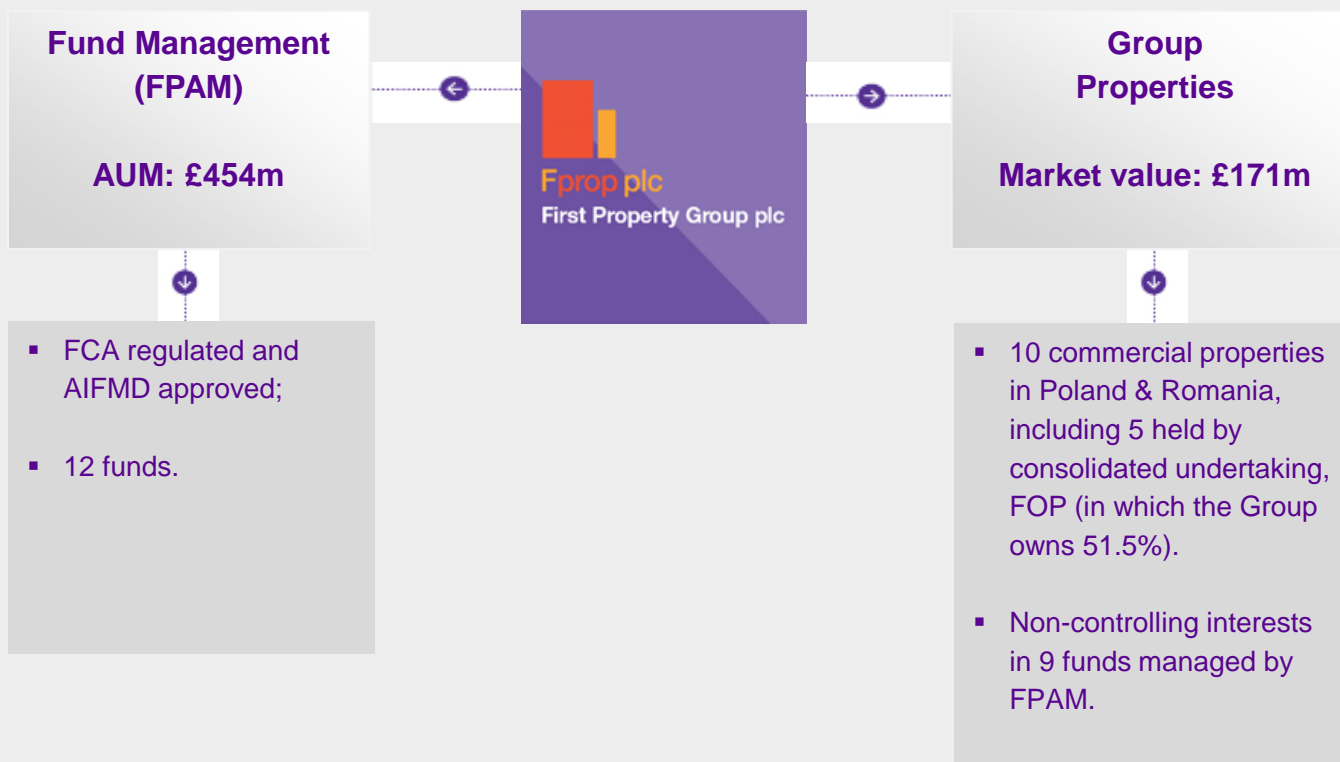 Fund Management
(FPAM)
AUM: £454m
▪ FCA regulated and
AIFMD approved;
▪ 12 funds.
Fprop plc
First Property Group plc
Group
Properties
Market value: £171m
▪ 10 commercial properties
in Poland & Romania,
including 5 held by
consolidated undertaking,
FOP (in which the Group
owns 51.5%).
▪ Non-controlling interests
in 9 funds managed by
FPAM.